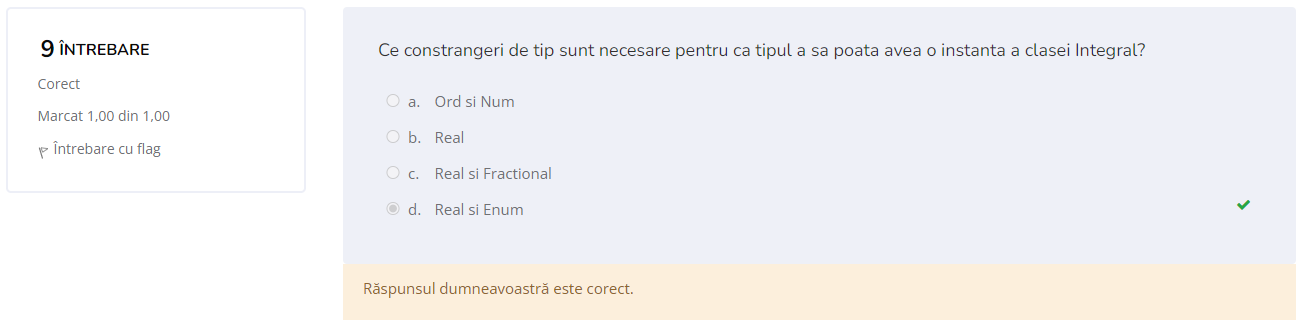 9 ÎNTREBARE
Corect
Marcat 1,00 din 1,00
Întrebare cu flag
Ce constrangeri de tip sunt necesare pentru ca tipul a sa poata avea o instanta a clasei Integral?
a. Ord si Num
b. Real
c. Real si Fractional
d. Real si Enum
Răspunsul dumneavoastră este corect.